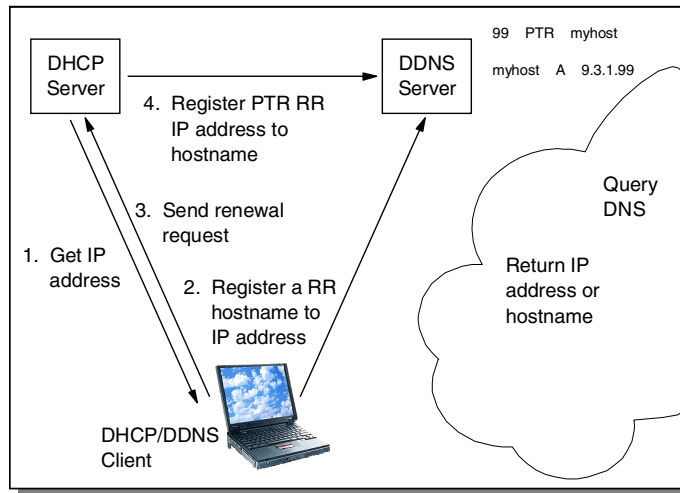 99 PTR myhost
DHCP
Server
DDNS
Server
myhost A 9.3.1.99
4. Register PTR RR
IP address to
hostname
Query
DNS
3. Send renewal
request
1. Get IP
address
Return IP
address or
hostname
2. Register a RR
hostname to
IP address
DHCP/DDNS
Client